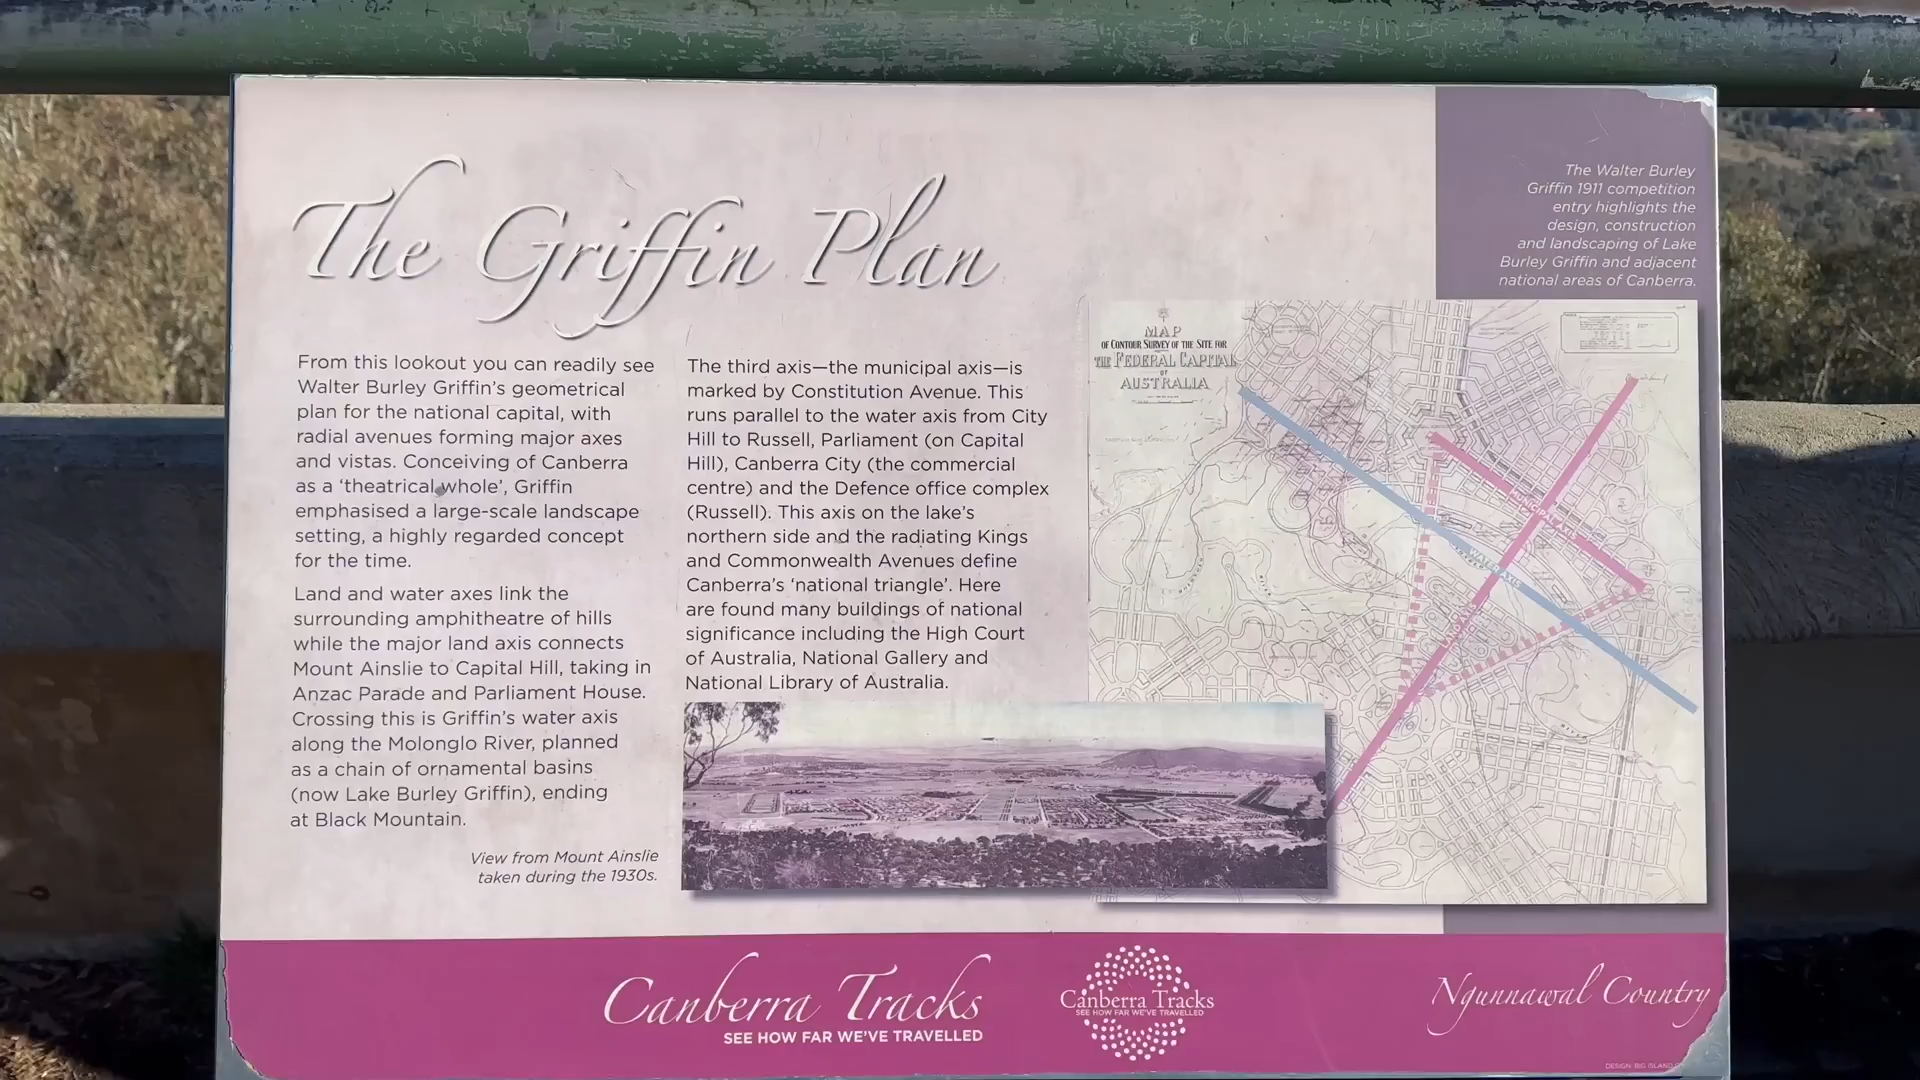 The Griffin Plan
From this lookout you can readily see
Walter Burley Griffin's geometrical
plan for the national capital, with
radial avenues forming major axes
and vistas. Conceiving of Canberra
as a 'theatrical whole', Griffin
emphasised a large-scale landscape
setting, a highly regarded concept
for the time.
Land and water axes link the
surrounding amphitheatre of hills
while the major land axis connects
Mount Ainslie to Capital Hill, taking in
Anzac Parade and Parliament House.
Crossing this is Griffin's water axis
along the Molonglo River, planned
as a chain of ornamental basins
(now Lake Burley Griffin), ending
at Black Mountain.
View from Mount Ainslie
taken during the 1930s.
The third axis—the municipal axis—is
marked by Constitution Avenue. This
runs parallel to the water axis from City
Hill to Russell, Parliament (on Capital
Hill), Canberra City (the commercial
centre) and the Defence office complex
(Russell). This axis on the lake's
northern side and the radiating Kings
and Commonwealth Avenues define
Canberra's 'national triangle'. Here
are found many buildings of national
significance including the High Court
of Australia, National Gallery and
National Library of Australia.
The Walter Burley
Griffin 1911 competition
entry highlights the
design, construction
and landscaping of Lake
Burley Griffin and adjacent
national areas of Canberra.
MAP
OF CONTOUR SURVEY OF THE SITE FOR
THE FEDERAL CAPITAL
OF
AUSTRALIA
MUNICIPAL AXIS
WATER AXIS
LAND AXIS
Canberra Tracks
SEE HOW FAR WE'VE TRAVELLED
Canberra Tracks
SEE HOW FAR WE'VE TRAVELLED
Ngunnawal Country
DESIGN: BIG ISLAND